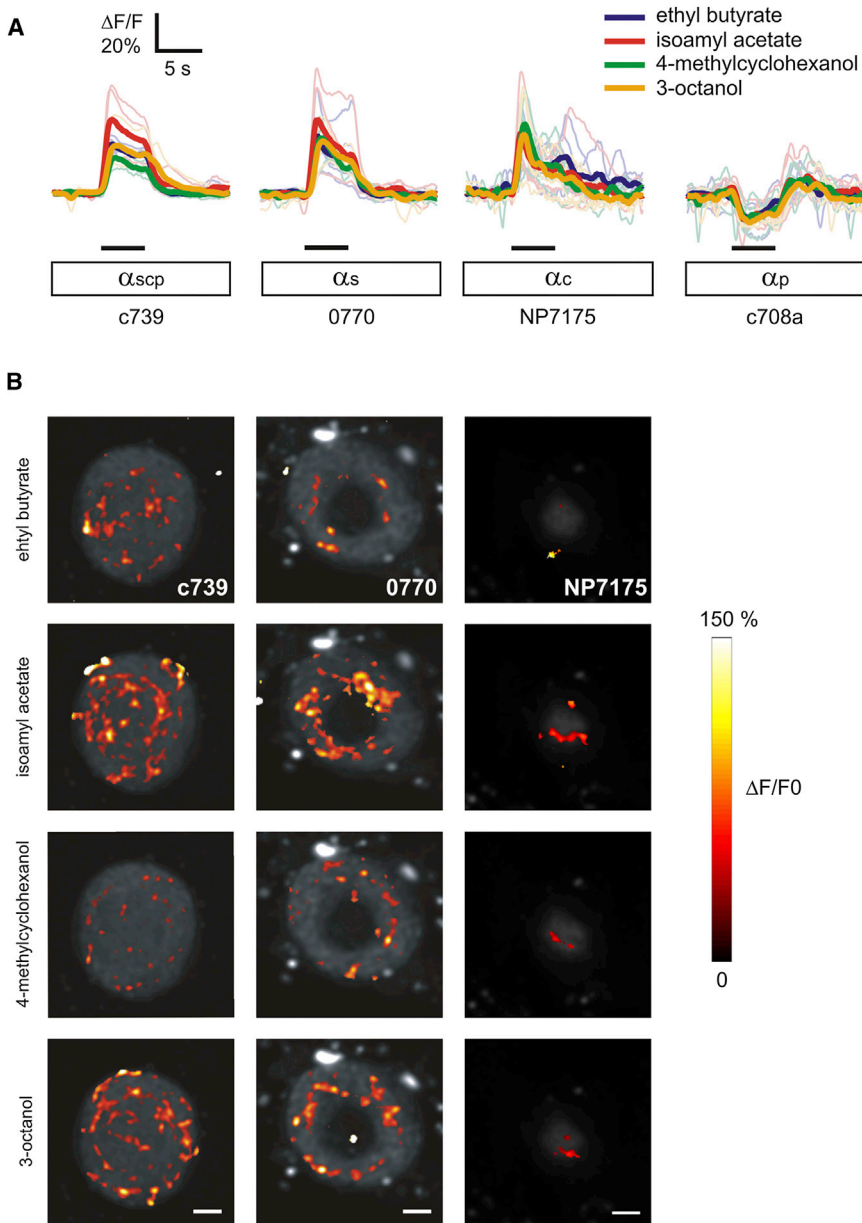 A
ΔF/F
20%
5 s
ethyl butyrate
isoamyl acetate
4-methylcyclohexanol
3-octanol
αscp
αs
αc
αp
c739
0770
NP7175
c708a
B
ehtyl butyrate
c739
0770
NP7175
isoamyl acetate
4-methylcyclohexanol
3-octanol
150 %
ΔF/F0
0